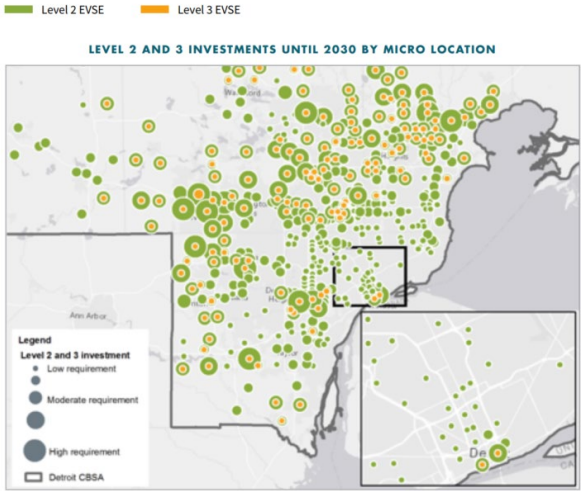 Level 2 EVSE
Level 3 EVSE
LEVEL 2 AND 3 INVESTMENTS UNTIL 2030 BY MICRO LOCATION
Ann Arbor
Legend
Level 2 and 3 investment
Low requirement
Moderate requirement
High requirement
Detroit CBSA
De